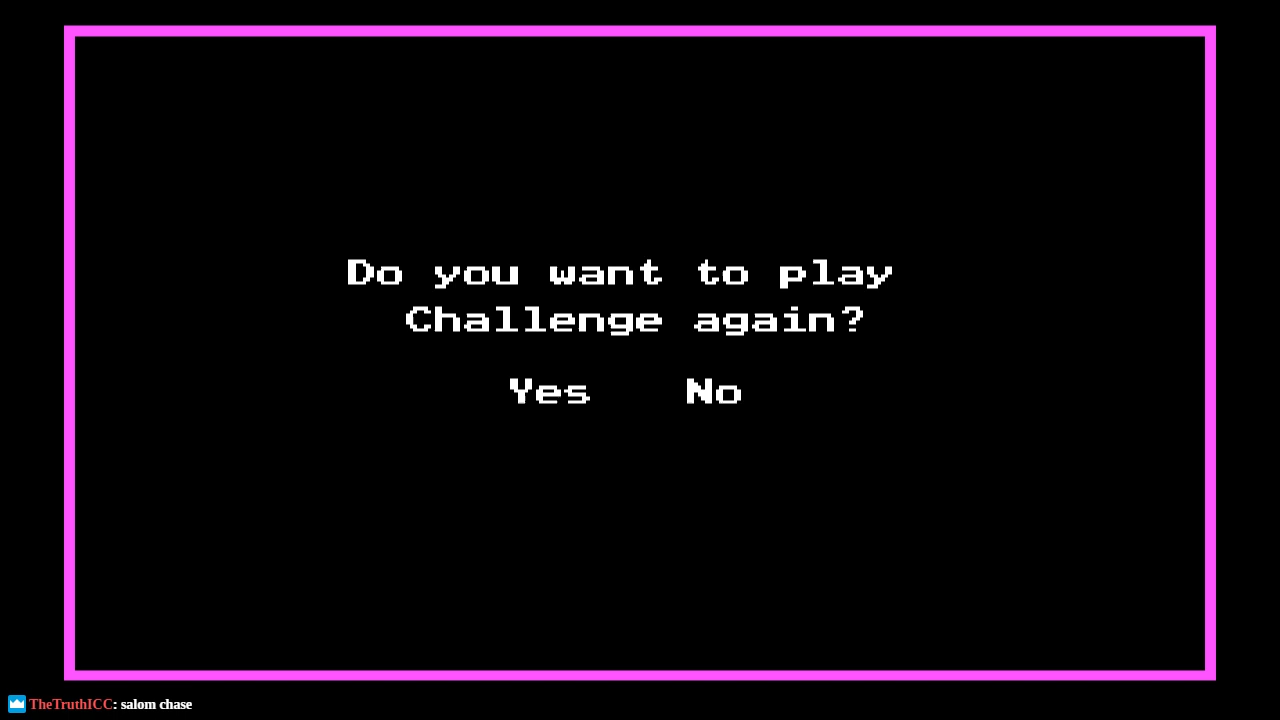 Do you want to play
Challenge again?
Yes No
TheTruthICC: salom chase